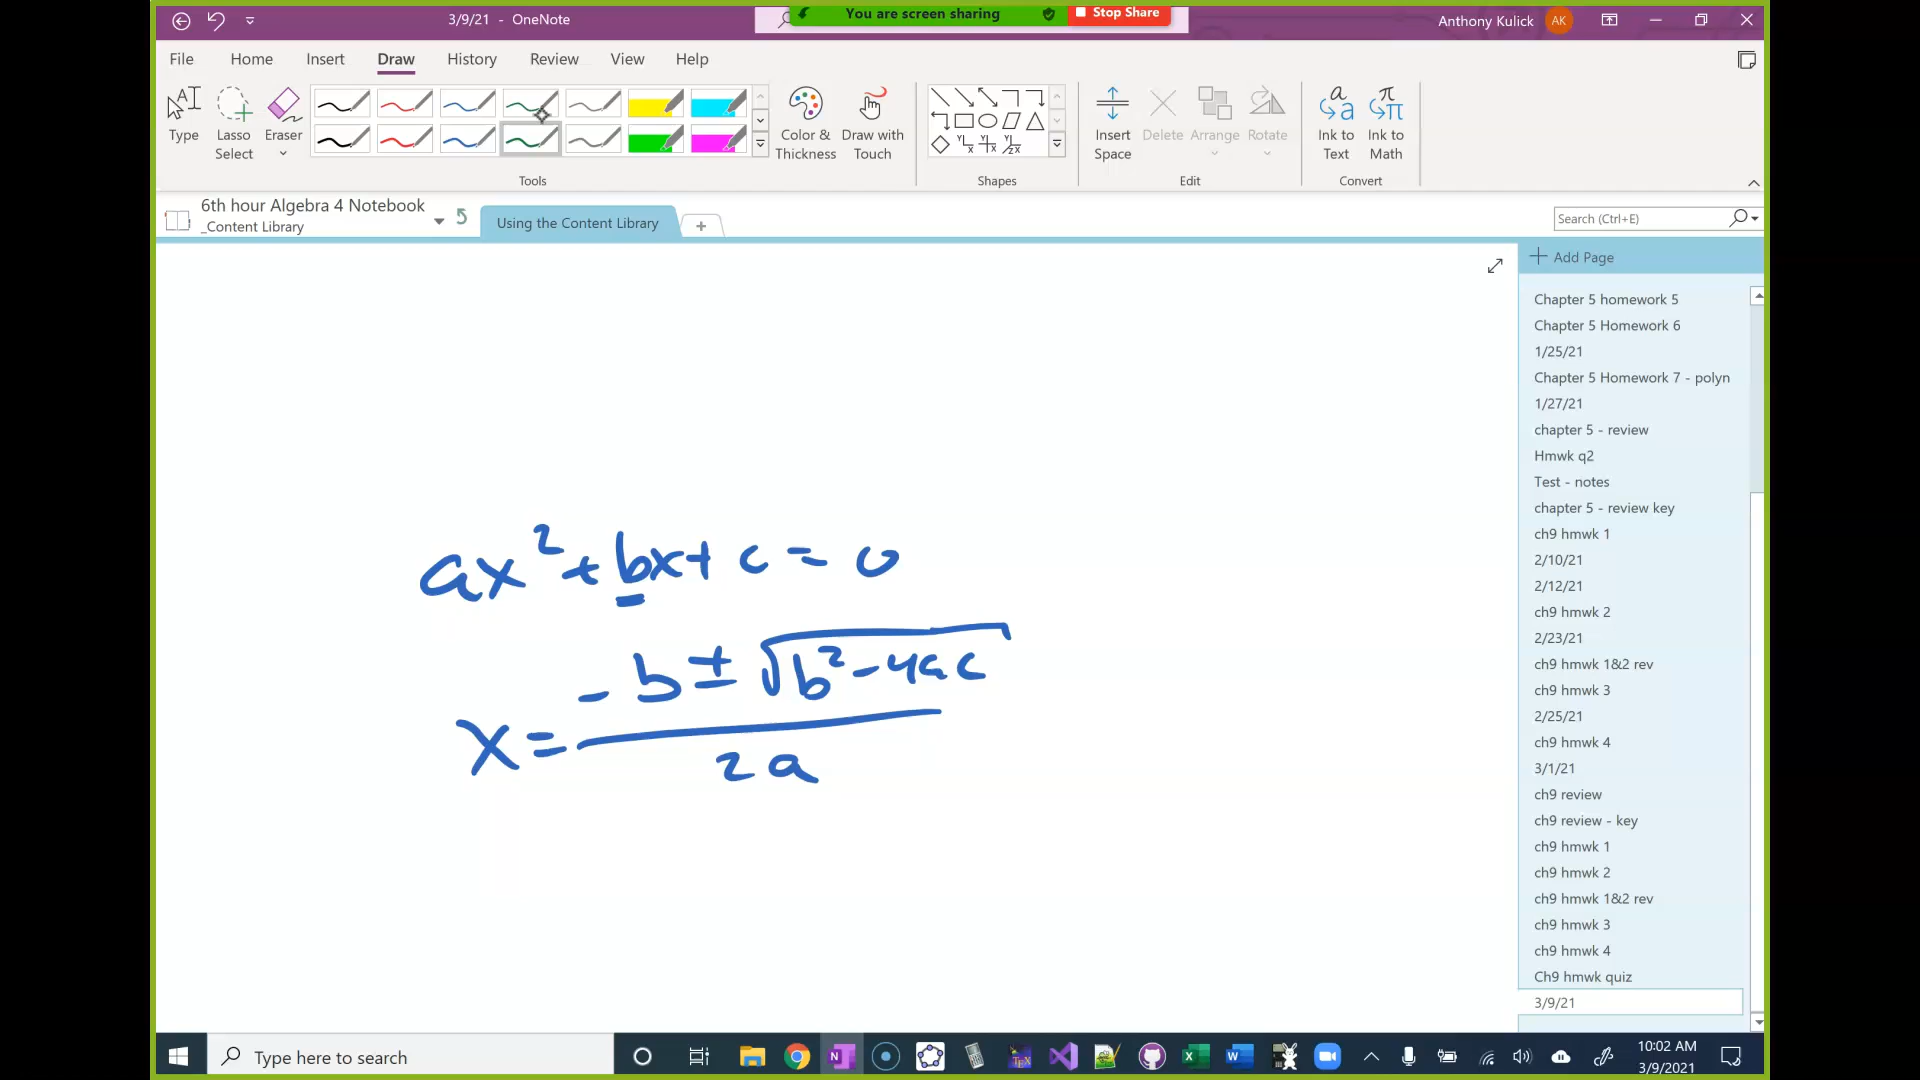 3/9/21 - OneNote
You are screen sharing
Stop Share
Anthony Kulick AK
File Home Insert Draw History Review View Help
Type
Lasso Select
Eraser
Color & Thickness
Draw with Touch
Insert Space
Delete
Arrange
Rotate
Ink to Text
Ink to Math
Tools
Shapes
Edit
Convert
6th hour Algebra 4 Notebook
_Content Library
Using the Content Library
Search (Ctrl+E)
Add Page
Chapter 5 homework 5
Chapter 5 Homework 6
1/25/21
Chapter 5 Homework 7 - polyn
1/27/21
chapter 5 - review
Hmwk q2
Test - notes
chapter 5 - review key
ch9 hmwk 1
2/10/21
2/12/21
ch9 hmwk 2
2/23/21
ch9 hmwk 1&2 rev
ch9 hmwk 3
2/25/21
ch9 hmwk 4
3/1/21
ch9 review
ch9 review - key
ch9 hmwk 1
ch9 hmwk 2
ch9 hmwk 1&2 rev
ch9 hmwk 3
ch9 hmwk 4
Ch9 hmwk quiz
3/9/21
ax² + bx + c = 0
x = (-b ± √(b² - 4ac)) / 2a
Type here to search
10:02 AM
3/9/2021